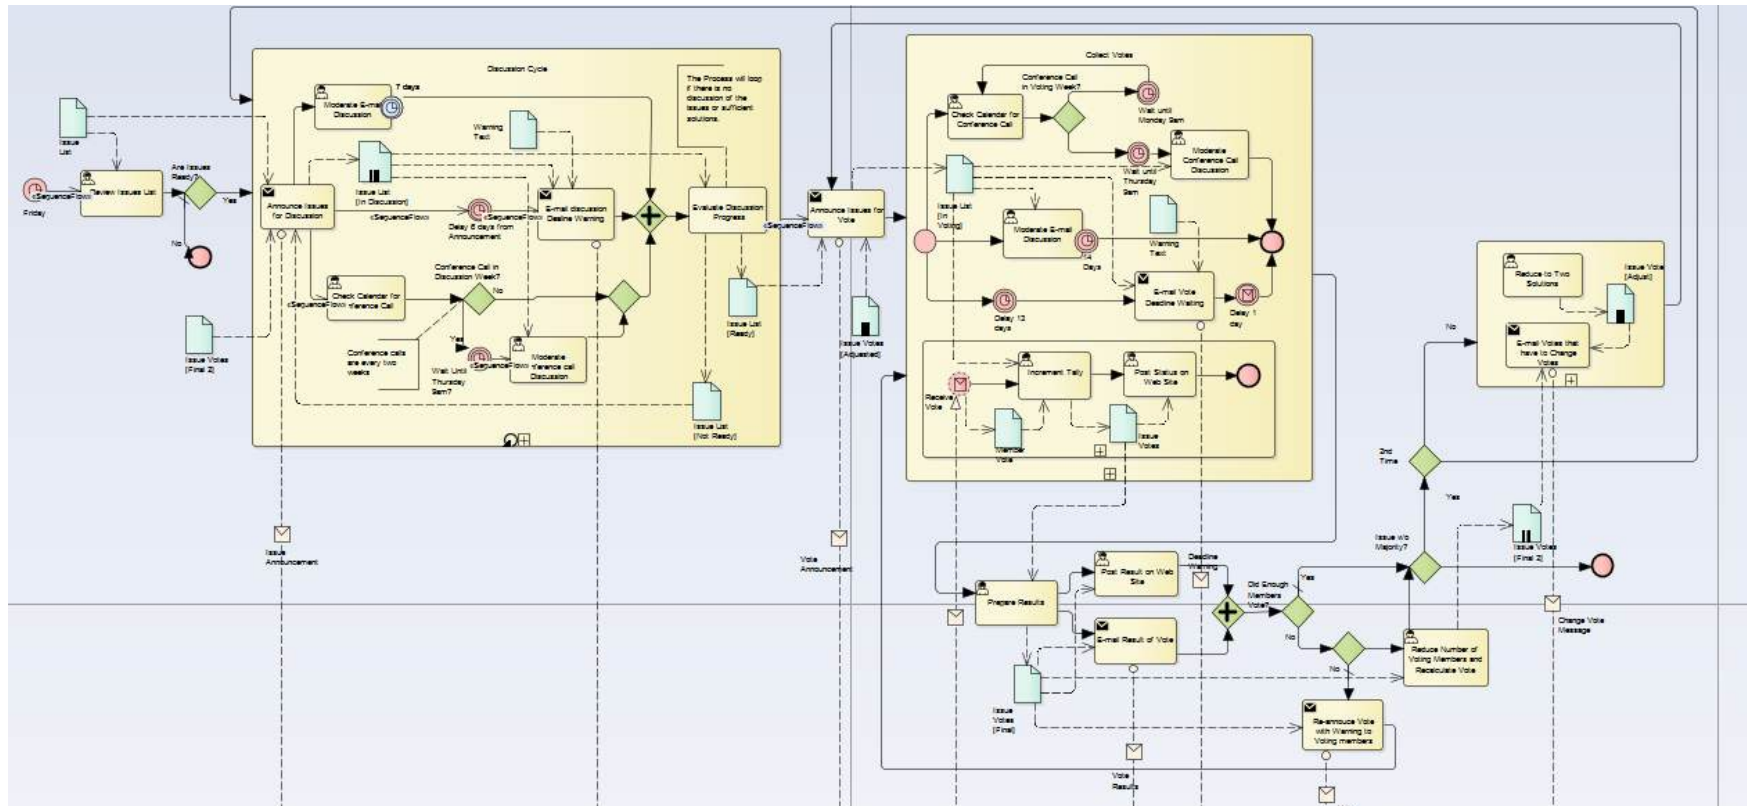 Issue
List
Friday
«SequenceFlow»
Review Issues List
Are Issues
Ready?
Yes
No
Issue Votes
[Final 2]
Discussion Cycle
Moderate E-mail
Discussion
7 days
Warning
Text
The Process will loop
if there is no
discussion of the
issues or sufficient
solutions.
Issue List
[In Discussion]
Announce Issues
for Discussion
«SequenceFlow»
Delay 6 days from
Announcement
«SequenceFlow»
E-mail discussion
Deadline Warning
Evaluate Discussion
Progress
«SequenceFlow»
Check Calendar for
Conference Call
Conference Call in
Discussion Week?
No
Yes
Conference calls
are every two
weeks
Wait Until
Thursday
9am?
«SequenceFlow»
Moderate
Conference call
Discussion
Issue List
[Ready]
Issue List
[Not Ready]
«SequenceFlow»
Announce Issues for
Vote
Issue Votes
[Adjusted]
Issue
Announcement
Vote
Announcement
Collect Votes
Conference Call
in Voting Week?
Check Calendar for
Conference Call
Wait until
Monday 9am
Moderate
Conference Call
Discussion
Wait until
Thursday
9am
Issue List
[In
Voting]
Moderate E-mail
Discussion
14
Days
Warning
Text
Delay 13
days
E-mail Vote
Deadline Waiting
Delay 1
day
Receive
Vote
Increment Tally
Post Status on
Web Site
Member
Vote
Issue
Votes
Reduce to Two
Solutions
Issue Vote
[Adjust]
E-mail Votes that
have to Change
Votes
No
2nd
Time
Yes
Issue w/o
Majority?
Issue Votes
[Final 2]
Change Vote
Message
Prepare Results
Post Result on Web
Site
E-mail Result of Vote
Deadline
Warning
Did Enough
Members
Vote?
Yes
No
No
Reduce Number of
Voting Members and
Recalculate Vote
Issue
Votes
[Final]
Re-annouce Vote
with Warning to
Voting members
Vote
Results